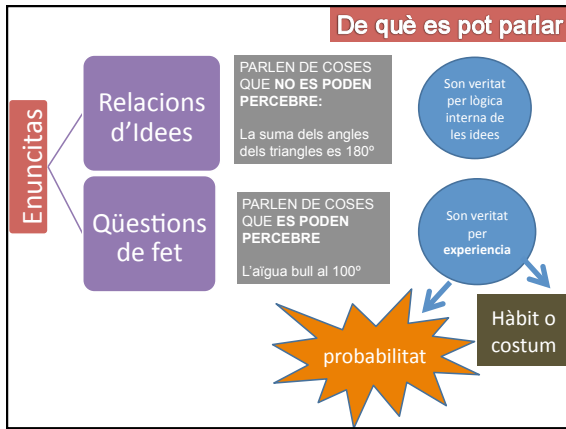 De què es pot parlar
Enuncitas
Relacions
d'Idees
PARLEN DE COSES
QUE NO ES PODEN
PERCEBRE:
La suma dels angles
dels triangles es 180º
Son veritat
per lògica
interna de
les idees
Qüestions
de fet
PARLEN DE COSES
QUE ES PODEN
PERCEBRE
L'aïgua bull al 100º
Son veritat
per
experiencia
probabilitat
Hàbit o
costum